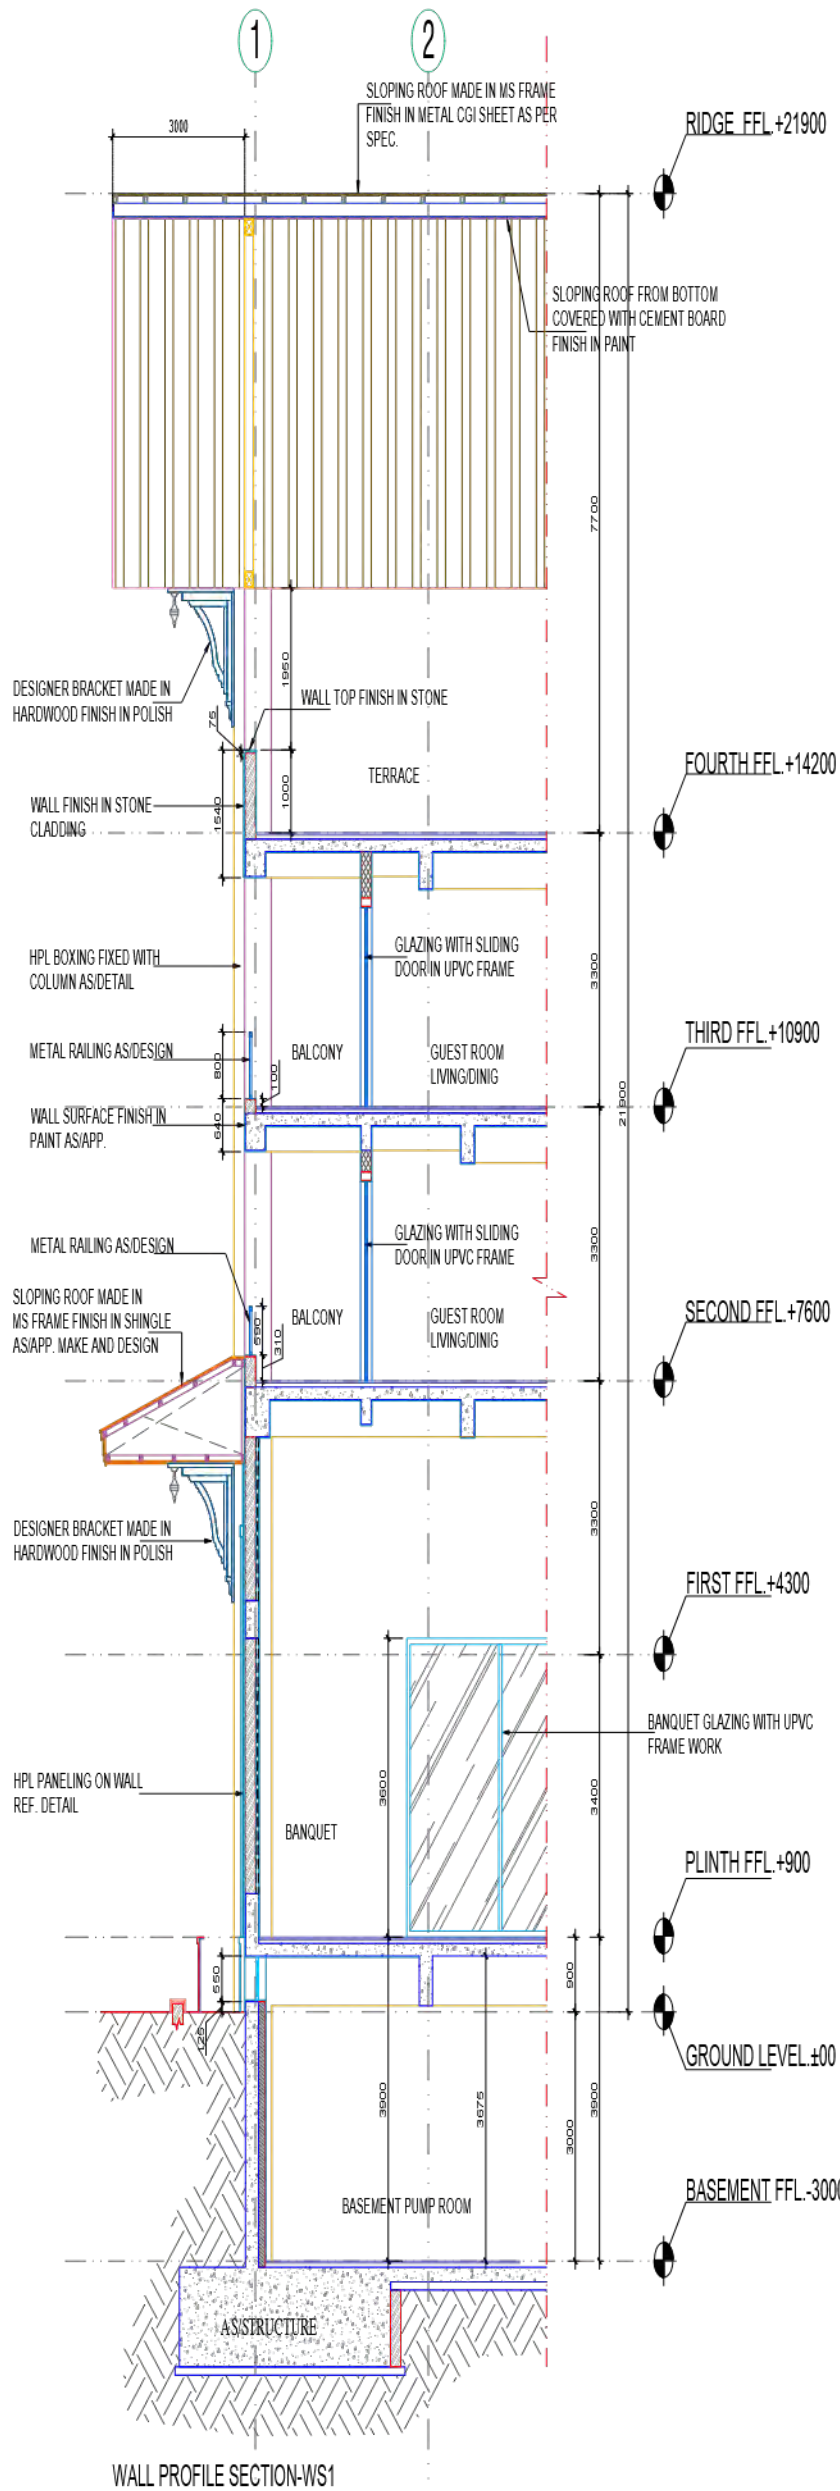 1
2
SLOPING ROOF MADE IN MS FRAME
FINISH IN METAL CGI SHEET AS PER
SPEC.
RIDGE FFL.+21900
3000
SLOPING ROOF FROM BOTTOM
COVERED WITH CEMENT BOARD
FINISH IN PAINT
7700
1950
DESIGNER BRACKET MADE IN
HARDWOOD FINISH IN POLISH
WALL TOP FINISH IN STONE
75
FOURTH FFL.+14200
TERRACE
1000
1540
WALL FINISH IN STONE
CLADDING
HPL BOXING FIXED WITH
COLUMN AS/DETAIL
GLAZING WITH SLIDING
DOOR IN UPVC FRAME
3300
THIRD FFL.+10900
METAL RAILING AS/DESIGN
800
100
BALCONY
GUEST ROOM
LIVING/DINIG
21900
WALL SURFACE FINISH IN
PAINT AS/APP.
640
METAL RAILING AS/DESIGN
GLAZING WITH SLIDING
DOOR IN UPVC FRAME
3300
SLOPING ROOF MADE IN
MS FRAME FINISH IN SHINGLE
AS/APP. MAKE AND DESIGN
590
310
BALCONY
GUEST ROOM
LIVING/DINIG
SECOND FFL.+7600
DESIGNER BRACKET MADE IN
HARDWOOD FINISH IN POLISH
3300
FIRST FFL.+4300
BANQUET GLAZING WITH UPVC
FRAME WORK
HPL PANELING ON WALL
REF. DETAIL
3600
3400
BANQUET
PLINTH FFL.+900
550
900
125
GROUND LEVEL.±00
3900
3675
3000
3900
BASEMENT FFL.-3000
BASEMENT PUMP ROOM
AS/STRUCTURE
WALL PROFILE SECTION-WS1